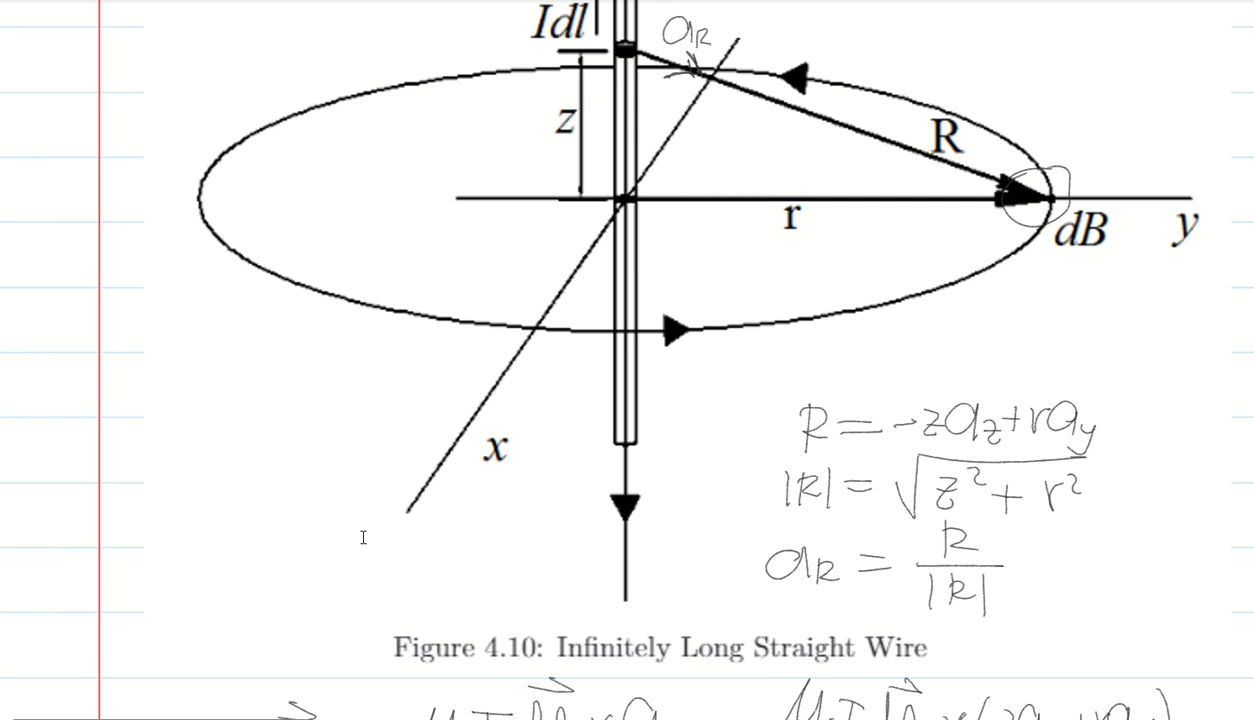 Idl
a_R
z
R
r
dB
y
x
R = -za_z + ra_y
|R| = √(z² + r²)
a_R = R / |R|
Figure 4.10: Infinitely Long Straight Wire